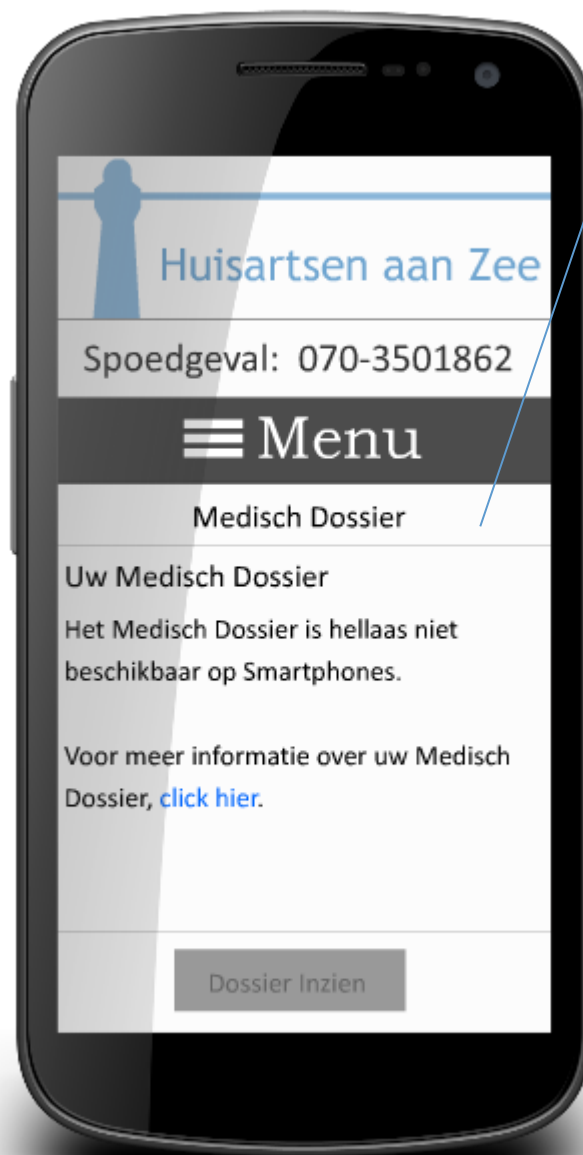 Huisartsen aan Zee
Spoedgeval: 070-3501862
Menu
Medisch Dossier
Uw Medisch Dossier
Het Medisch Dossier is hellaas niet
beschikbaar op Smartphones.
Voor meer informatie over uw Medisch
Dossier, click hier.
Dossier Inzien